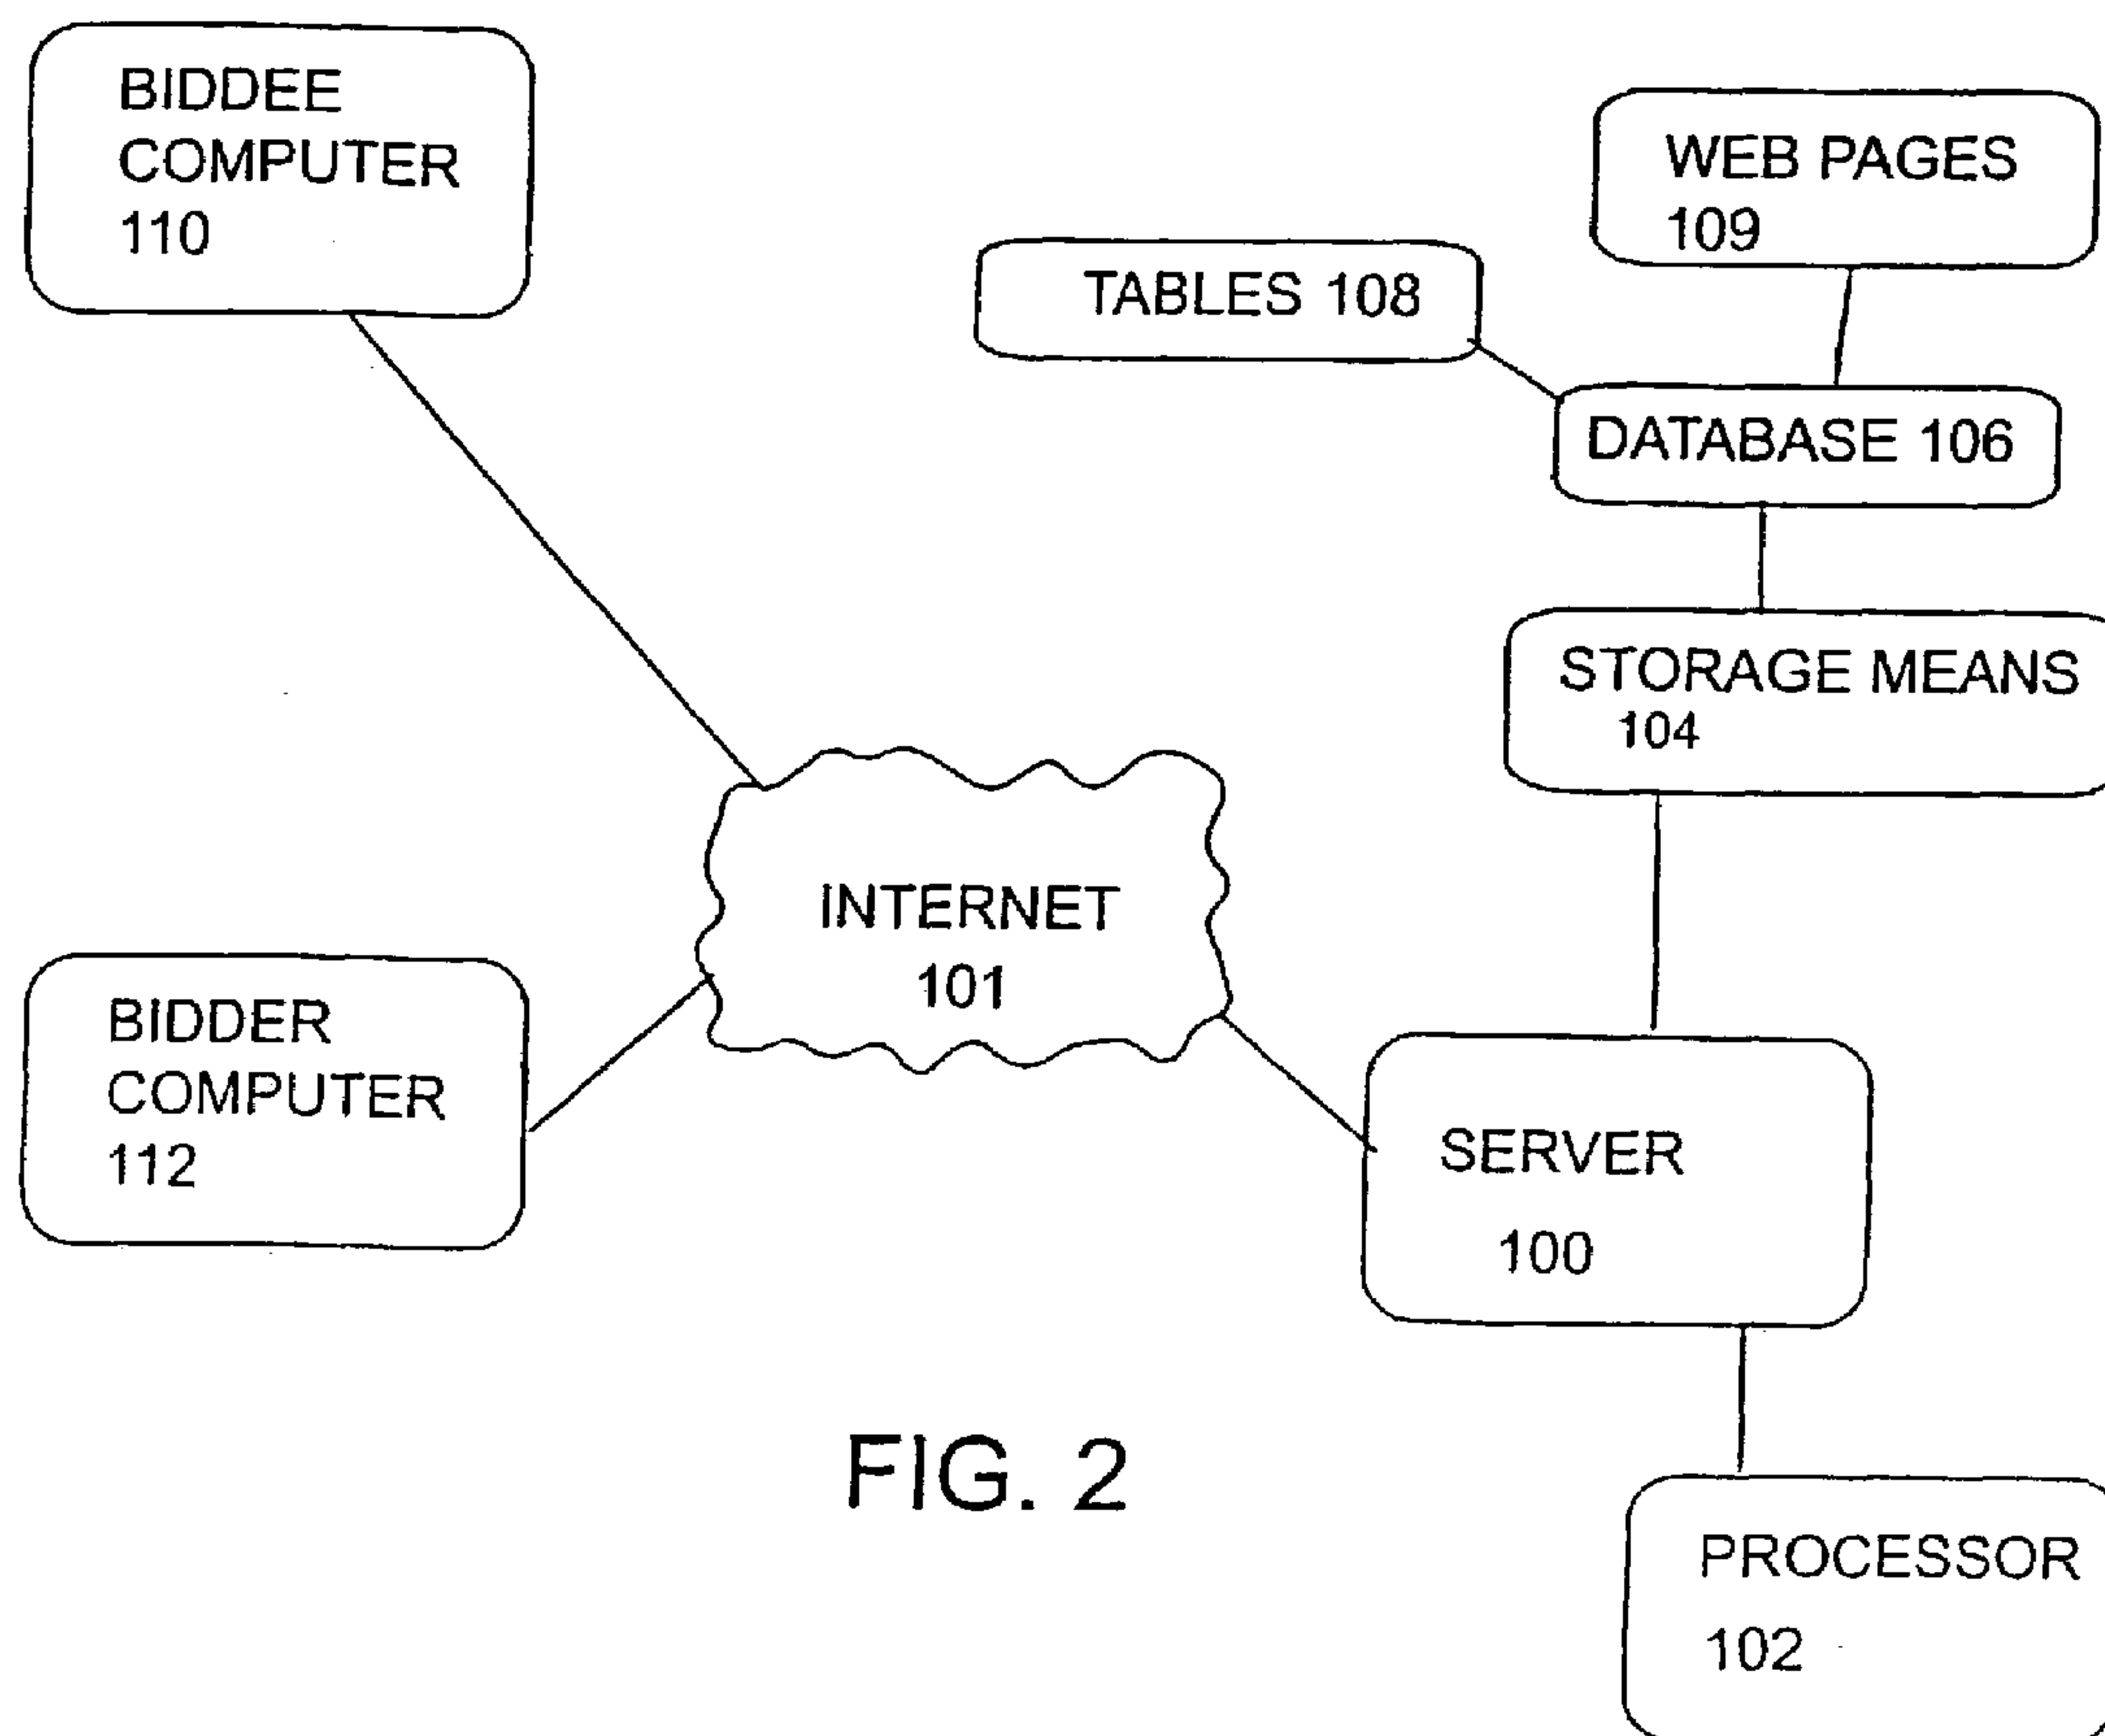 BIDDEE
COMPUTER
110
WEB PAGES
109
TABLES 108
DATABASE 106
STORAGE MEANS
104
INTERNET
101
BIDDER
COMPUTER
112
SERVER
100
FIG. 2
PROCESSOR
102